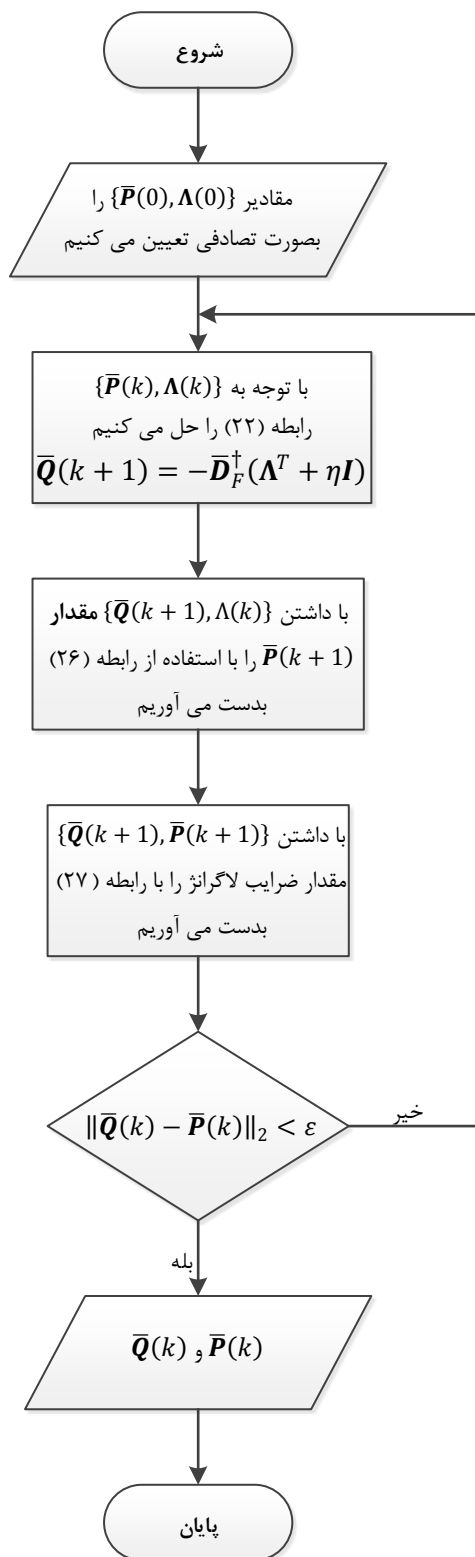 شروع
مقادیر {P̅(0), Λ(0)} را
بصورت تصادفی تعیین می کنیم
با توجه به {P̅(k), Λ(k)}
رابطه (۲۲) را حل می کنیم
Q̅(k + 1) = −D̅_F^†(Λ^T + ηI)
با داشتن {Q̅(k + 1), Λ(k)} مقدار
P̅(k + 1) را با استفاده از رابطه (۲۶)
بدست می آوریم
با داشتن {Q̅(k + 1), P̅(k + 1)}
مقدار ضرایب لاگرانژ را با رابطه (۲۷)
بدست می آوریم
‖Q̅(k) − P̅(k)‖₂ < ε
خیر
بله
P̅(k) و Q̅(k)
پایان